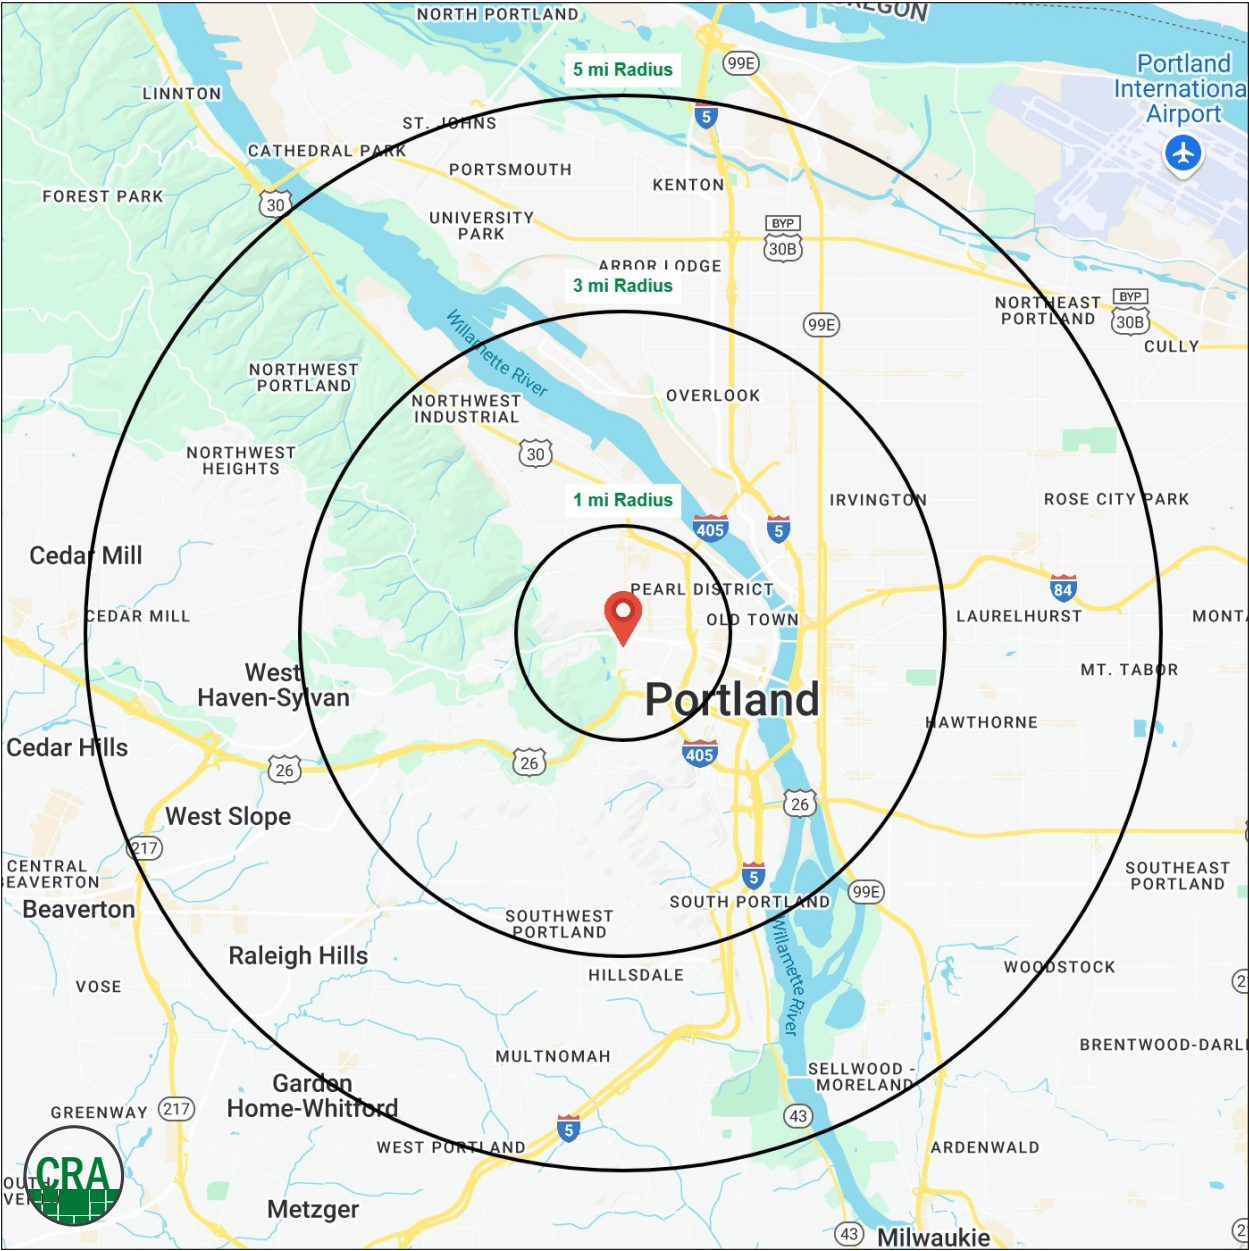 NORTH PORTLAND
99E
5 mi Radius
Portland
Internationa
Airport
LINNTON
5
ST. JOHNS
CATHEDRAL PARK
PORTSMOUTH
KENTON
FOREST PARK
30
UNIVERSITY
PARK
BYP
30B
ARBOR LODGE
3 mi Radius
NORTHEAST
PORTLAND
BYP
30B
99E
CULLY
Willamette River
NORTHWEST
PORTLAND
OVERLOOK
NORTHWEST
INDUSTRIAL
30
NORTHWEST
HEIGHTS
1 mi Radius
IRVINGTON
ROSE CITY PARK
405
5
Cedar Mill
PEARL DISTRICT
84
CEDAR MILL
OLD TOWN
LAURELHURST
MONTA
West
Haven-Sylvan
MT. TABOR
Portland
HAWTHORNE
Cedar Hills
405
26
26
26
West Slope
217
CENTRAL
BEAVERTON
5
SOUTHEAST
PORTLAND
99E
SOUTH PORTLAND
Beaverton
SOUTHWEST
PORTLAND
Raleigh Hills
Willamette River
HILLSDALE
WOODSTOCK
VOSE
MULTNOMAH
BRENTWOOD-DARLI
SELLWOOD -
MORELAND
Garden
Home-Whitford
GREENWAY
217
43
5
WEST PORTLAND
ARDENWALD
CRA
Metzger
43
Milwaukie